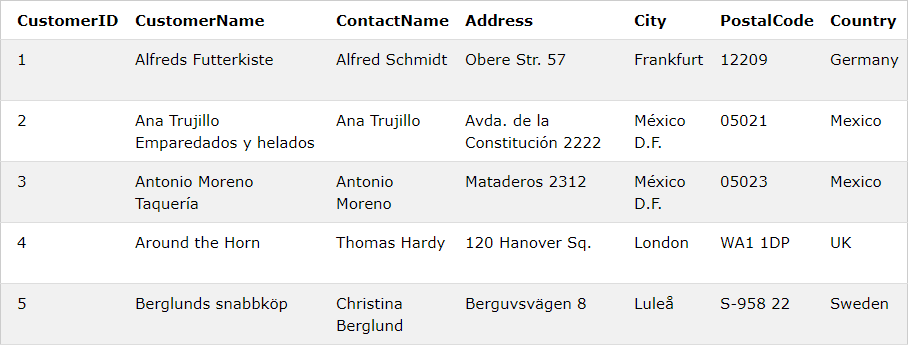 CustomerID CustomerName ContactName Address City PostalCode Country
1 Alfreds Futterkiste Alfred Schmidt Obere Str. 57 Frankfurt 12209 Germany
2 Ana Trujillo Ana Trujillo Avda. de la México 05021 Mexico
Emparedados y helados Constitución 2222 D.F.
3 Antonio Moreno Antonio Mataderos 2312 México 05023 Mexico
Taquería Moreno D.F.
4 Around the Horn Thomas Hardy 120 Hanover Sq. London WA1 1DP UK
5 Berglunds snabbköp Christina Berguvsvägen 8 Luleå S-958 22 Sweden
Berglund